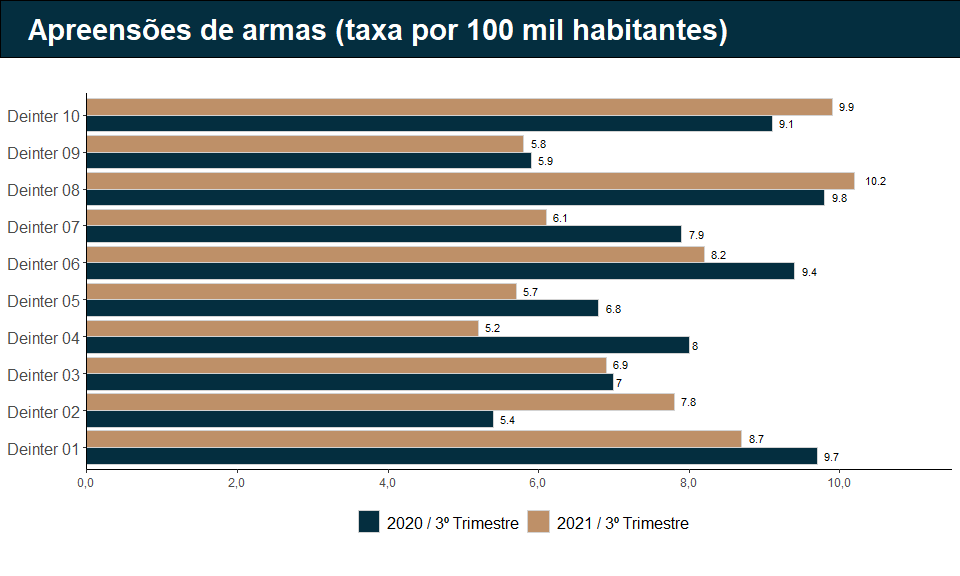 Apreensões de armas (taxa por 100 mil habitantes)
Deinter 10
9.9
9.1
Deinter 09
5.8
5.9
Deinter 08
10.2
9.8
Deinter 07
6.1
7.9
Deinter 06
8.2
9.4
Deinter 05
5.7
6.8
Deinter 04
5.2
8
Deinter 03
6.9
7
Deinter 02
7.8
5.4
Deinter 01
8.7
9.7
0,0 2,0 4,0 6,0 8,0 10,0
2020 / 3º Trimestre 2021 / 3º Trimestre